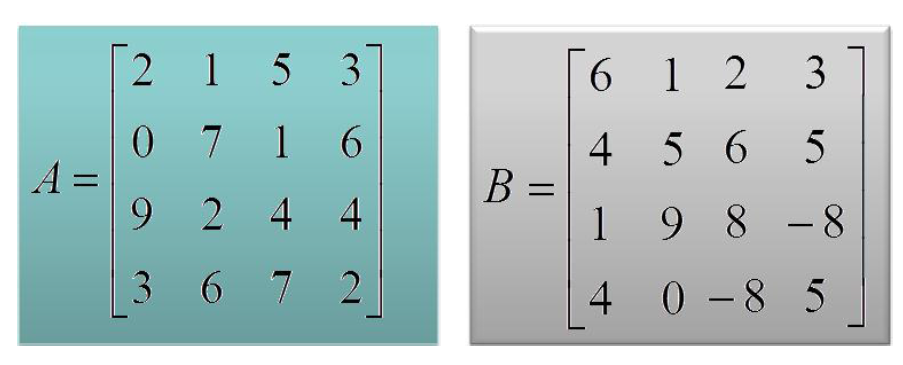 A = [2 1 5 3
0 7 1 6
9 2 4 4
3 6 7 2]
B = [6 1 2 3
4 5 6 5
1 9 8 −8
4 0 −8 5]